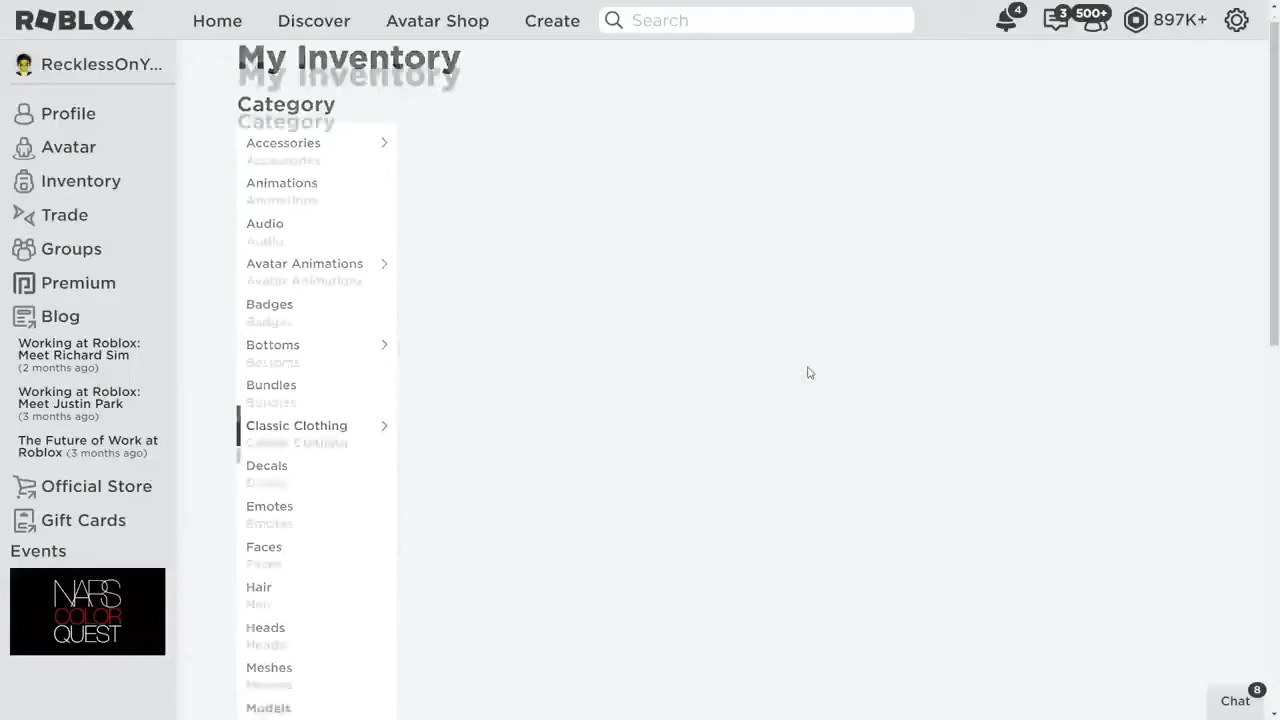 ROBLOX
Home
Discover
Avatar Shop
Create
Search
4
3
500+
897K+
RecklessOnY...
Profile
Avatar
Inventory
Trade
Groups
Premium
Blog
Working at Roblox:
Meet Richard Sim
(2 months ago)
Working at Roblox:
Meet Justin Park
(3 months ago)
The Future of Work at
Roblox (3 months ago)
Official Store
Gift Cards
Events
NARS
COLOR
QUEST
My Inventory
Category
Accessories
Animations
Audio
Avatar Animations
Badges
Bottoms
Bundles
Classic Clothing
Decals
Emotes
Faces
Hair
Heads
Meshes
Models
Chat
8